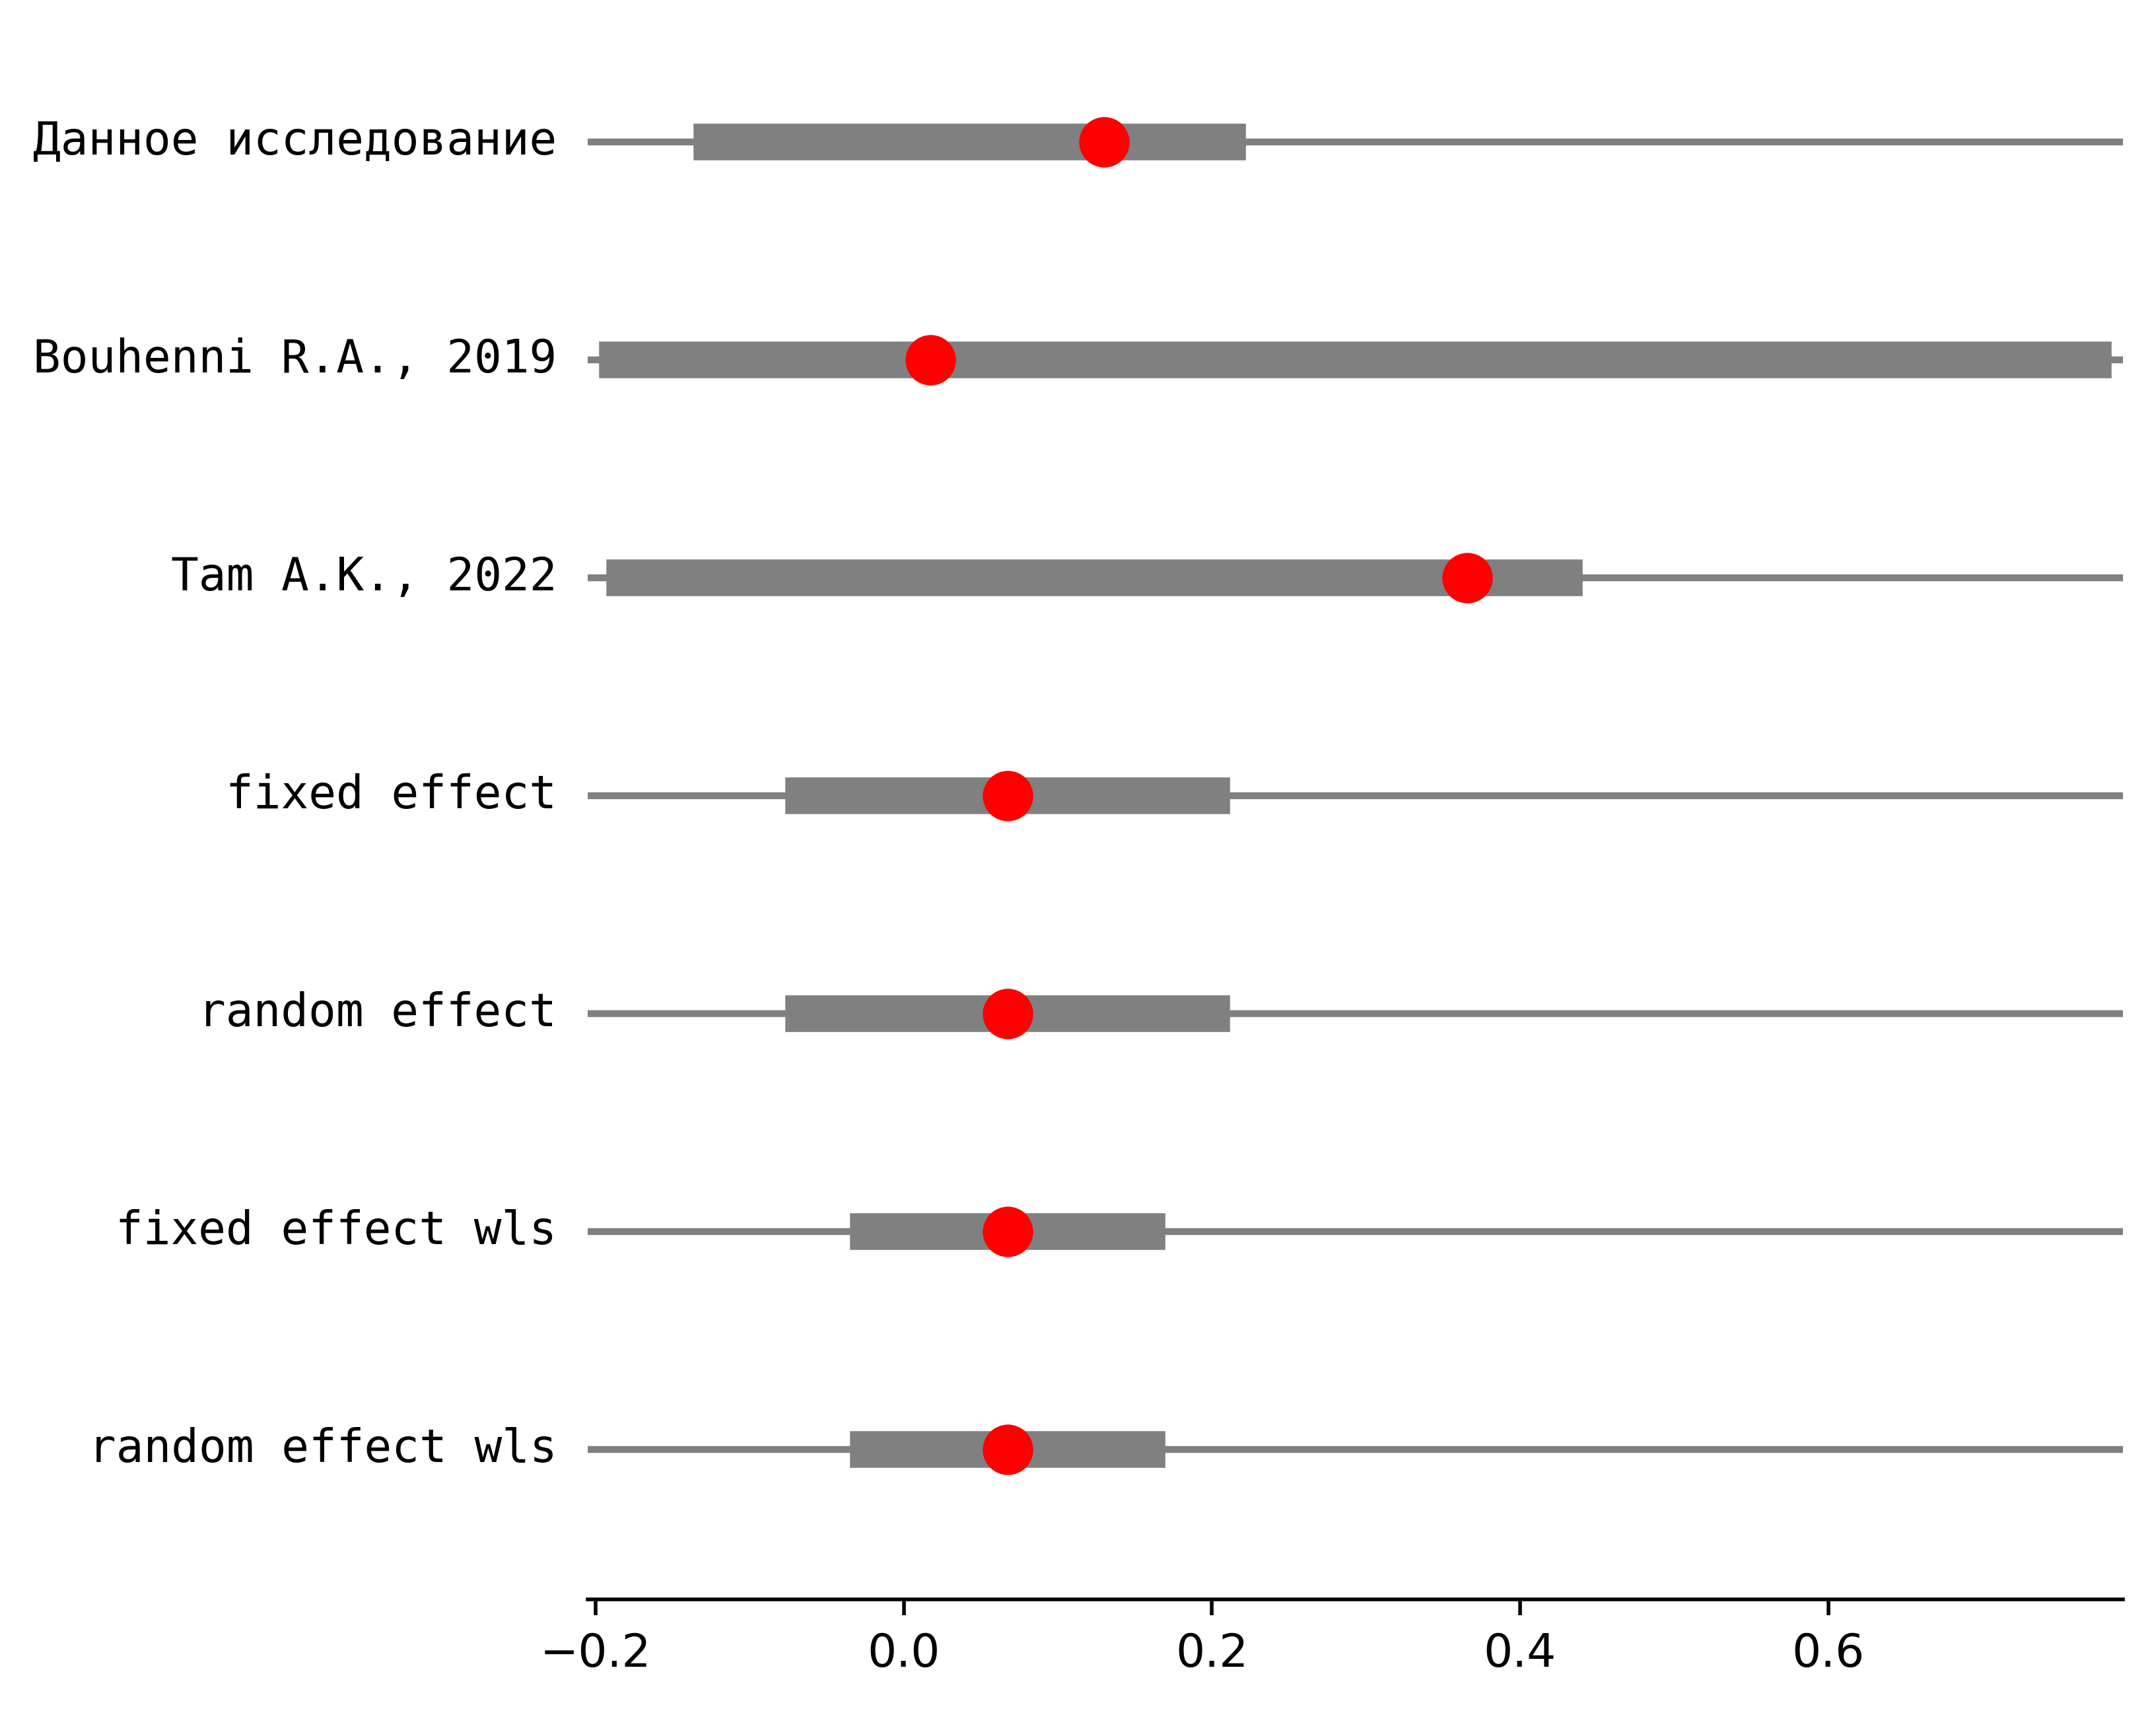 Данное исследование
Bouhenni R.A., 2019
Tam A.K., 2022
fixed effect
random effect
fixed effect wls
random effect wls
−0.2 0.0 0.2 0.4 0.6